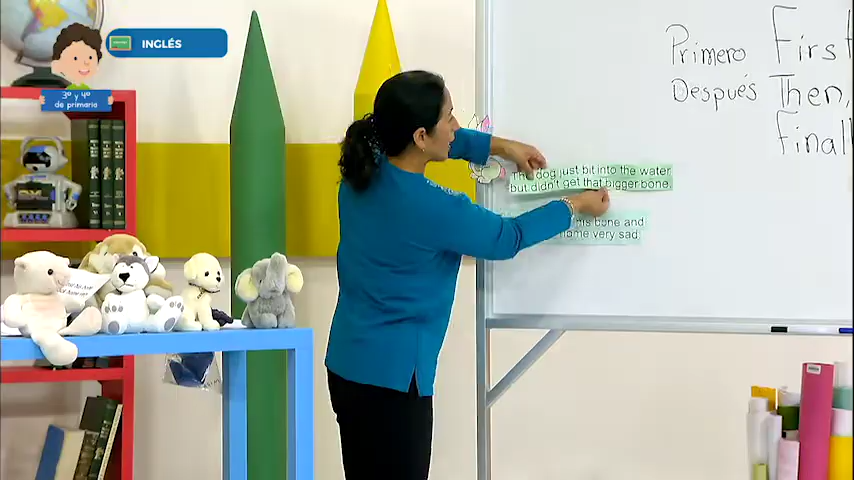 INGLÉS
3º y 4º
de primaria
Primero First
Después Then,
Finall
The dog just bit into the water
but didn't get that bigger bone.
his bone and
home very sad.